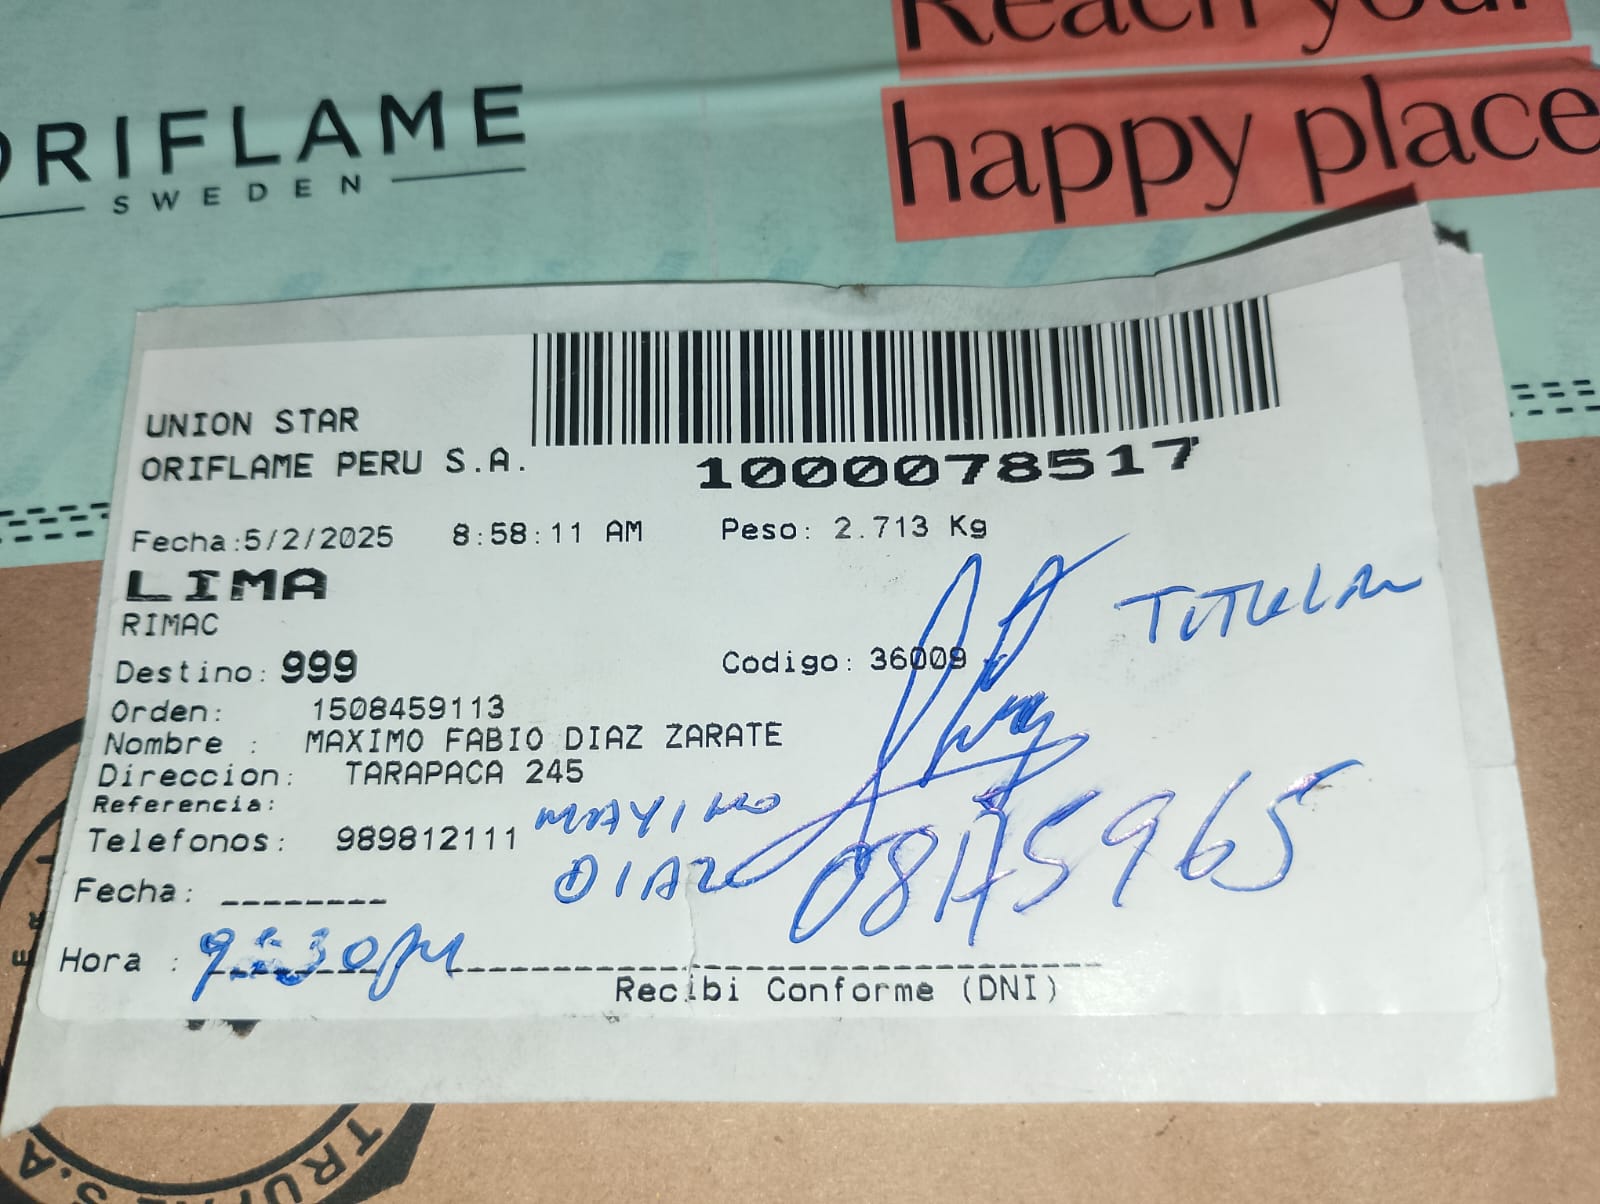 Reach your
happy place
ORIFLAME
SWEDEN
UNION STAR
ORIFLAME PERU S.A.
1000078517
Fecha:5/2/2025 8:58:11 AM Peso: 2.713 Kg
LIMA
RIMAC
TITULAR
Destino: 999 Codigo: 36009
Orden: 1508459113
Nombre : MAXIMO FABIO DIAZ ZARATE
Direccion: TARAPACA 245
Referencia:
Telefonos: 989812111
MAXIMO
DIAZ
Fecha: ________
Hora : 9:30pm
Recibi Conforme (DNI)
S.A